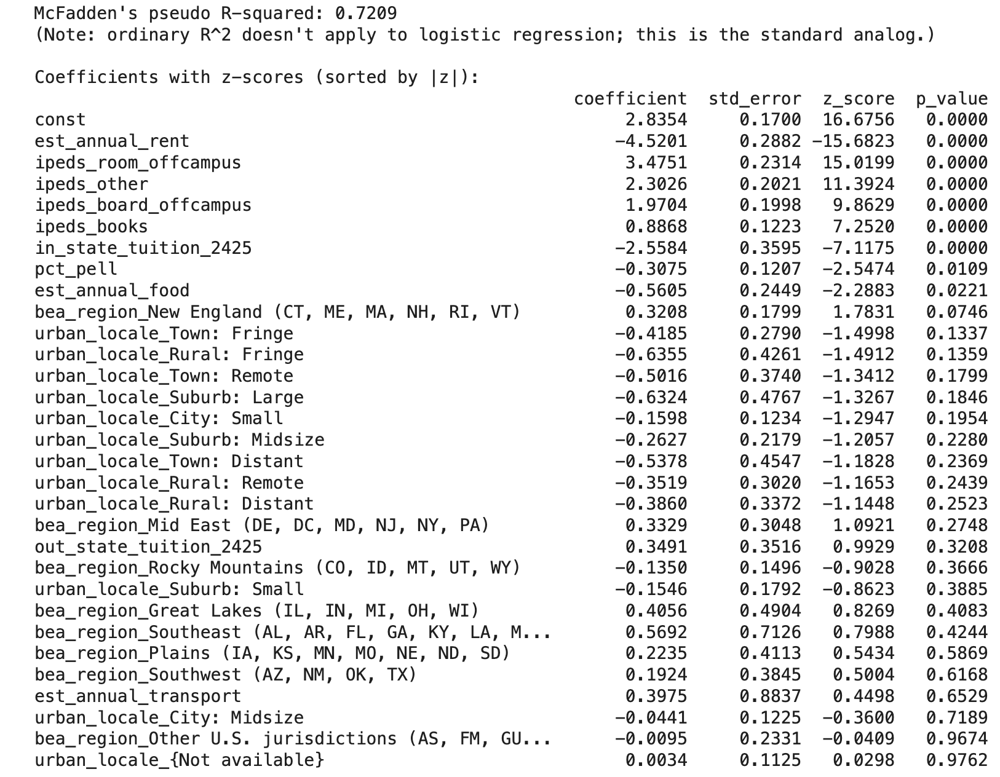 McFadden's pseudo R-squared: 0.7209
(Note: ordinary R^2 doesn't apply to logistic regression; this is the standard analog.)
Coefficients with z-scores (sorted by |z|):
coefficient std_error z_score p_value
const 2.8354 0.1700 16.6756 0.0000
est_annual_rent -4.5201 0.2882 -15.6823 0.0000
ipeds_room_offcampus 3.4751 0.2314 15.0199 0.0000
ipeds_other 2.3026 0.2021 11.3924 0.0000
ipeds_board_offcampus 1.9704 0.1998 9.8629 0.0000
ipeds_books 0.8868 0.1223 7.2520 0.0000
in_state_tuition_2425 -2.5584 0.3595 -7.1175 0.0000
pct_pell -0.3075 0.1207 -2.5474 0.0109
est_annual_food -0.5605 0.2449 -2.2883 0.0221
bea_region_New England (CT, ME, MA, NH, RI, VT) 0.3208 0.1799 1.7831 0.0746
urban_locale_Town: Fringe -0.4185 0.2790 -1.4998 0.1337
urban_locale_Rural: Fringe -0.6355 0.4261 -1.4912 0.1359
urban_locale_Town: Remote -0.5016 0.3740 -1.3412 0.1799
urban_locale_Suburb: Large -0.6324 0.4767 -1.3267 0.1846
urban_locale_City: Small -0.1598 0.1234 -1.2947 0.1954
urban_locale_Suburb: Midsize -0.2627 0.2179 -1.2057 0.2280
urban_locale_Town: Distant -0.5378 0.4547 -1.1828 0.2369
urban_locale_Rural: Remote -0.3519 0.3020 -1.1653 0.2439
urban_locale_Rural: Distant -0.3860 0.3372 -1.1448 0.2523
bea_region_Mid East (DE, DC, MD, NJ, NY, PA) 0.3329 0.3048 1.0921 0.2748
out_state_tuition_2425 0.3491 0.3516 0.9929 0.3208
bea_region_Rocky Mountains (CO, ID, MT, UT, WY) -0.1350 0.1496 -0.9028 0.3666
urban_locale_Suburb: Small -0.1546 0.1792 -0.8623 0.3885
bea_region_Great Lakes (IL, IN, MI, OH, WI) 0.4056 0.4904 0.8269 0.4083
bea_region_Southeast (AL, AR, FL, GA, KY, LA, M... 0.5692 0.7126 0.7988 0.4244
bea_region_Plains (IA, KS, MN, MO, NE, ND, SD) 0.2235 0.4113 0.5434 0.5869
bea_region_Southwest (AZ, NM, OK, TX) 0.1924 0.3845 0.5004 0.6168
est_annual_transport 0.3975 0.8837 0.4498 0.6529
urban_locale_City: Midsize -0.0441 0.1225 -0.3600 0.7189
bea_region_Other U.S. jurisdictions (AS, FM, GU... -0.0095 0.2331 -0.0409 0.9674
urban_locale_{Not available} 0.0034 0.1125 0.0298 0.9762